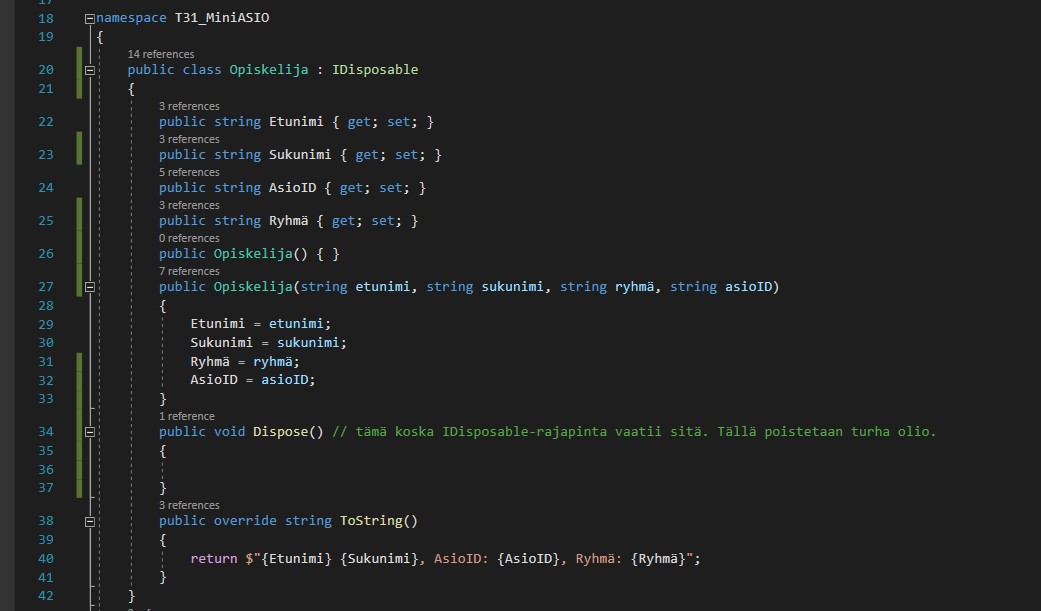 18 namespace T31_MiniASIO
19 {
14 references
20 public class Opiskelija : IDisposable
21 {
3 references
22 public string Etunimi { get; set; }
3 references
23 public string Sukunimi { get; set; }
5 references
24 public string AsioID { get; set; }
3 references
25 public string Ryhmä { get; set; }
0 references
26 public Opiskelija() { }
7 references
27 public Opiskelija(string etunimi, string sukunimi, string ryhmä, string asioID)
28 {
29 Etunimi = etunimi;
30 Sukunimi = sukunimi;
31 Ryhmä = ryhmä;
32 AsioID = asioID;
33 }
1 reference
34 public void Dispose() // tämä koska IDisposable-rajapinta vaatii sitä. Tällä poistetaan turha olio.
35 {
36
37 }
3 references
38 public override string ToString()
39 {
40 return $"{Etunimi} {Sukunimi}, AsioID: {AsioID}, Ryhmä: {Ryhmä}";
41 }
42 }